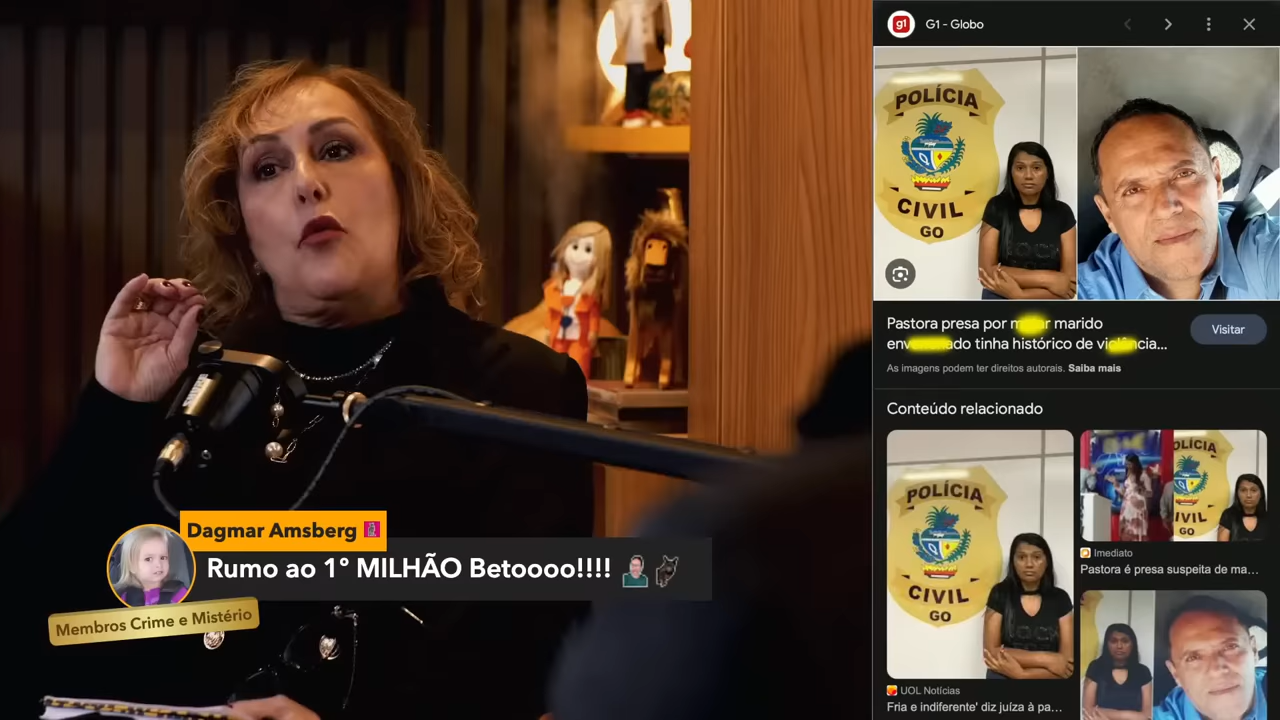 Dagmar Amsberg
Rumo ao 1° MILHÃO Betoooo!!!!
Membros Crime e Mistério
g1
G1 - Globo
POLÍCIA
CIVIL
GO
Pastora presa por marido
tinha histórico de
Visitar
As imagens podem ter direitos autorais. Saiba mais
Conteúdo relacionado
POLÍCIA
CIVIL
GO
UOL Notícias
Fria e indiferente' diz juíza à pa...
Imediato
Pastora é presa suspeita de ma...